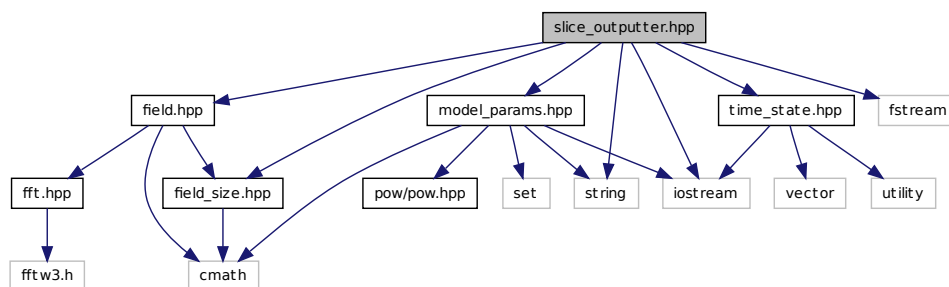 slice_outputter.hpp
field.hpp
model_params.hpp
time_state.hpp
fstream
fft.hpp
field_size.hpp
pow/pow.hpp
set
string
iostream
vector
utility
fftw3.h
cmath